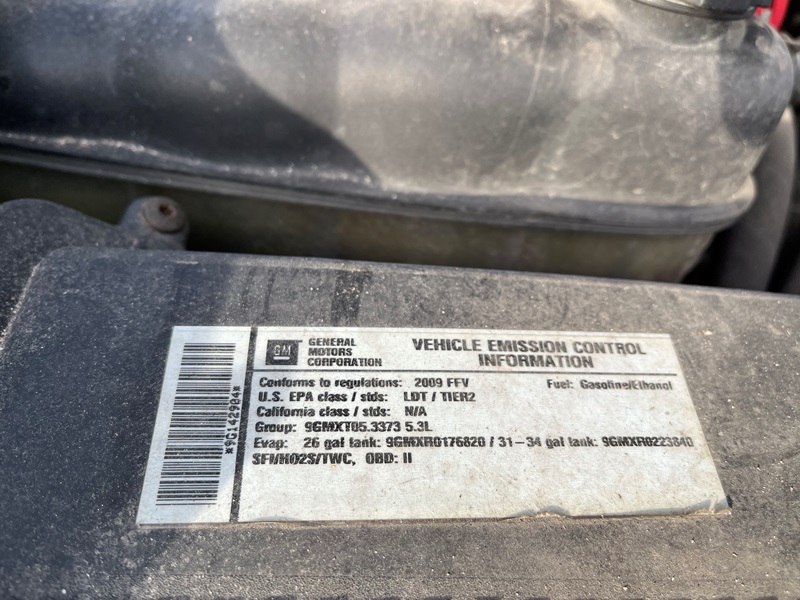 GM
GENERAL
MOTORS
CORPORATION
VEHICLE EMISSION CONTROL
INFORMATION
Conforms to regulations: 2009 FFV Fuel: Gasoline/Ethanol
U.S. EPA class / stds: LDT / TIER2
California class / stds: N/A
Group: 9GMXT05.3373 5.3L
Evap: 26 gal tank: 9GMXR0176820 / 31-34 gal tank: 9GMXR0223840
SFI/HO2S/TWC, OBD: II
*9G142904*